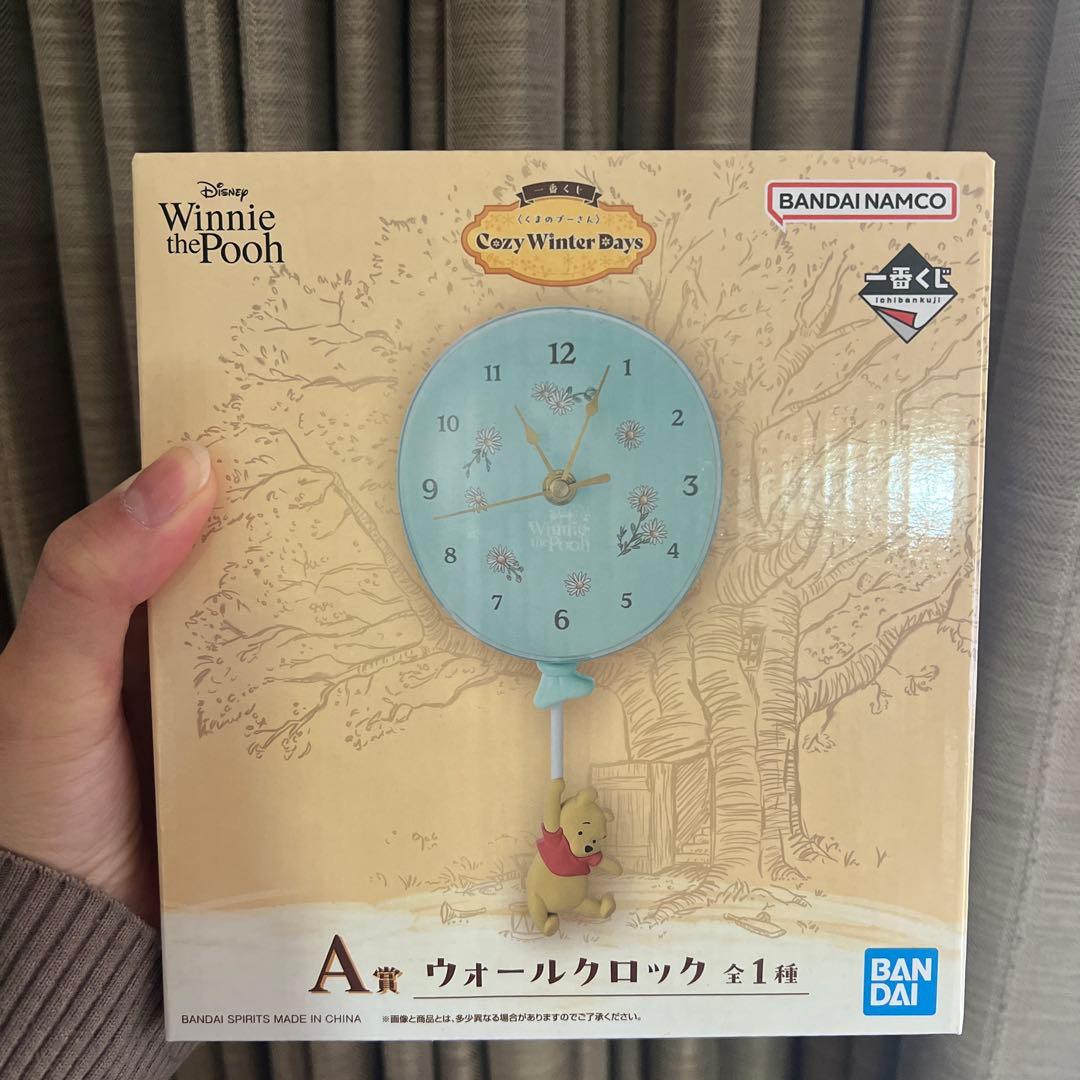 Disney
Winnie
the Pooh
一番くじ
〈くまのプーさん〉
Cozy Winter Days
BANDAI NAMCO
一番くじ
ichibankuji
12
11
1
10
2
9
3
8
4
7
5
6
Winnie
the Pooh
A賞 ウォールクロック 全1種
BANDAI SPIRITS MADE IN CHINA ※画像と商品とは、多少異なる場合がありますのでご了承ください。
BAN
DAI